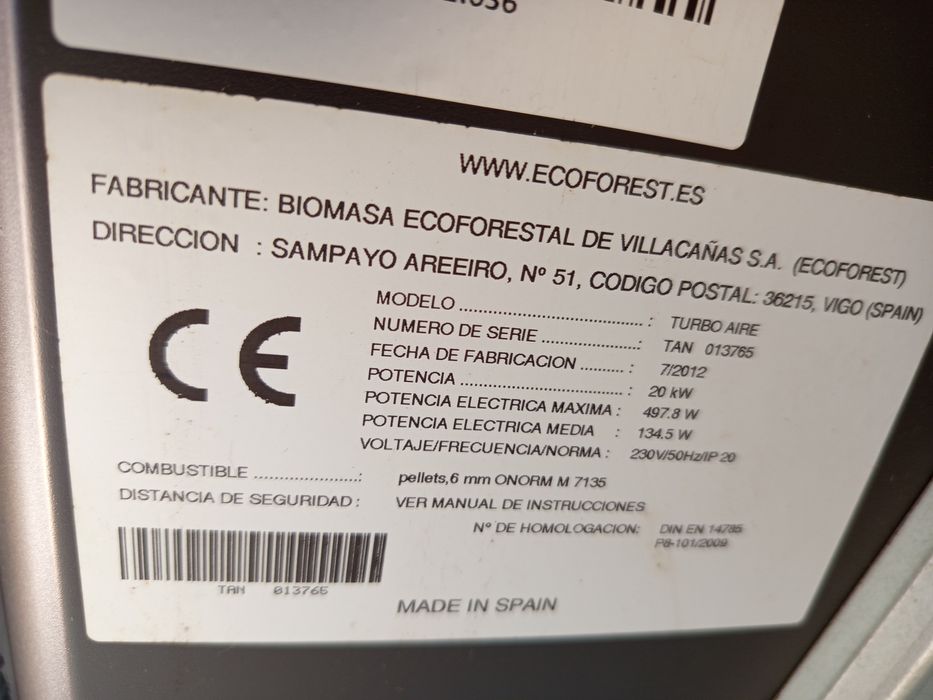 WWW.ECOFOREST.ES
FABRICANTE: BIOMASA ECOFORESTAL DE VILLACAÑAS S.A. (ECOFOREST)
DIRECCION : SAMPAYO AREEIRO, Nº 51, CODIGO POSTAL: 36215, VIGO (SPAIN)
CE
MODELO ........................................ : TURBO AIRE
NUMERO DE SERIE ......................: TAN 013765
FECHA DE FABRICACION .......... : 7/2012
POTENCIA ..................................... : 20 kW
POTENCIA ELECTRICA MAXIMA : 497.8 W
POTENCIA ELECTRICA MEDIA : 134.5 W
VOLTAJE/FRECUENCIA/NORMA : 230V/50Hz/IP 20
COMBUSTIBLE ........................: pellets,6 mm ONORM M 7135
DISTANCIA DE SEGURIDAD : VER MANUAL DE INSTRUCCIONES
Nº DE HOMOLOGACION: DIN EN 14785
P8-101/2009
TAN 013765
MADE IN SPAIN